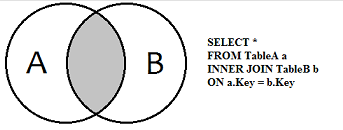 A
B
SELECT *
FROM TableA a
INNER JOIN TableB b
ON a.Key = b.Key